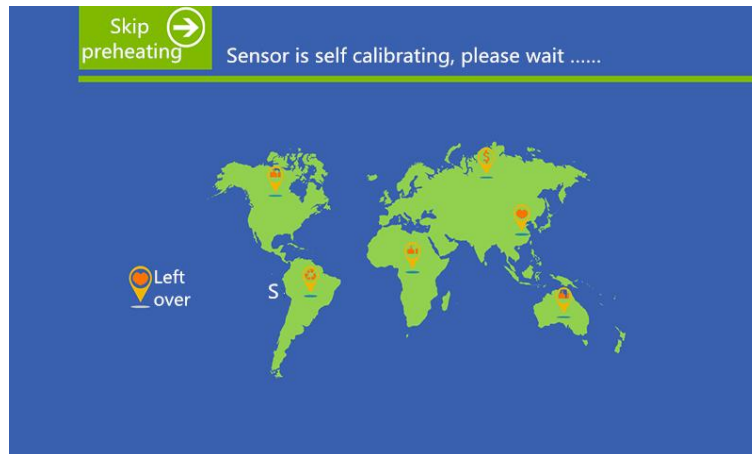 Skip
preheating
Sensor is self calibrating, please wait ......
$
Left
over
S